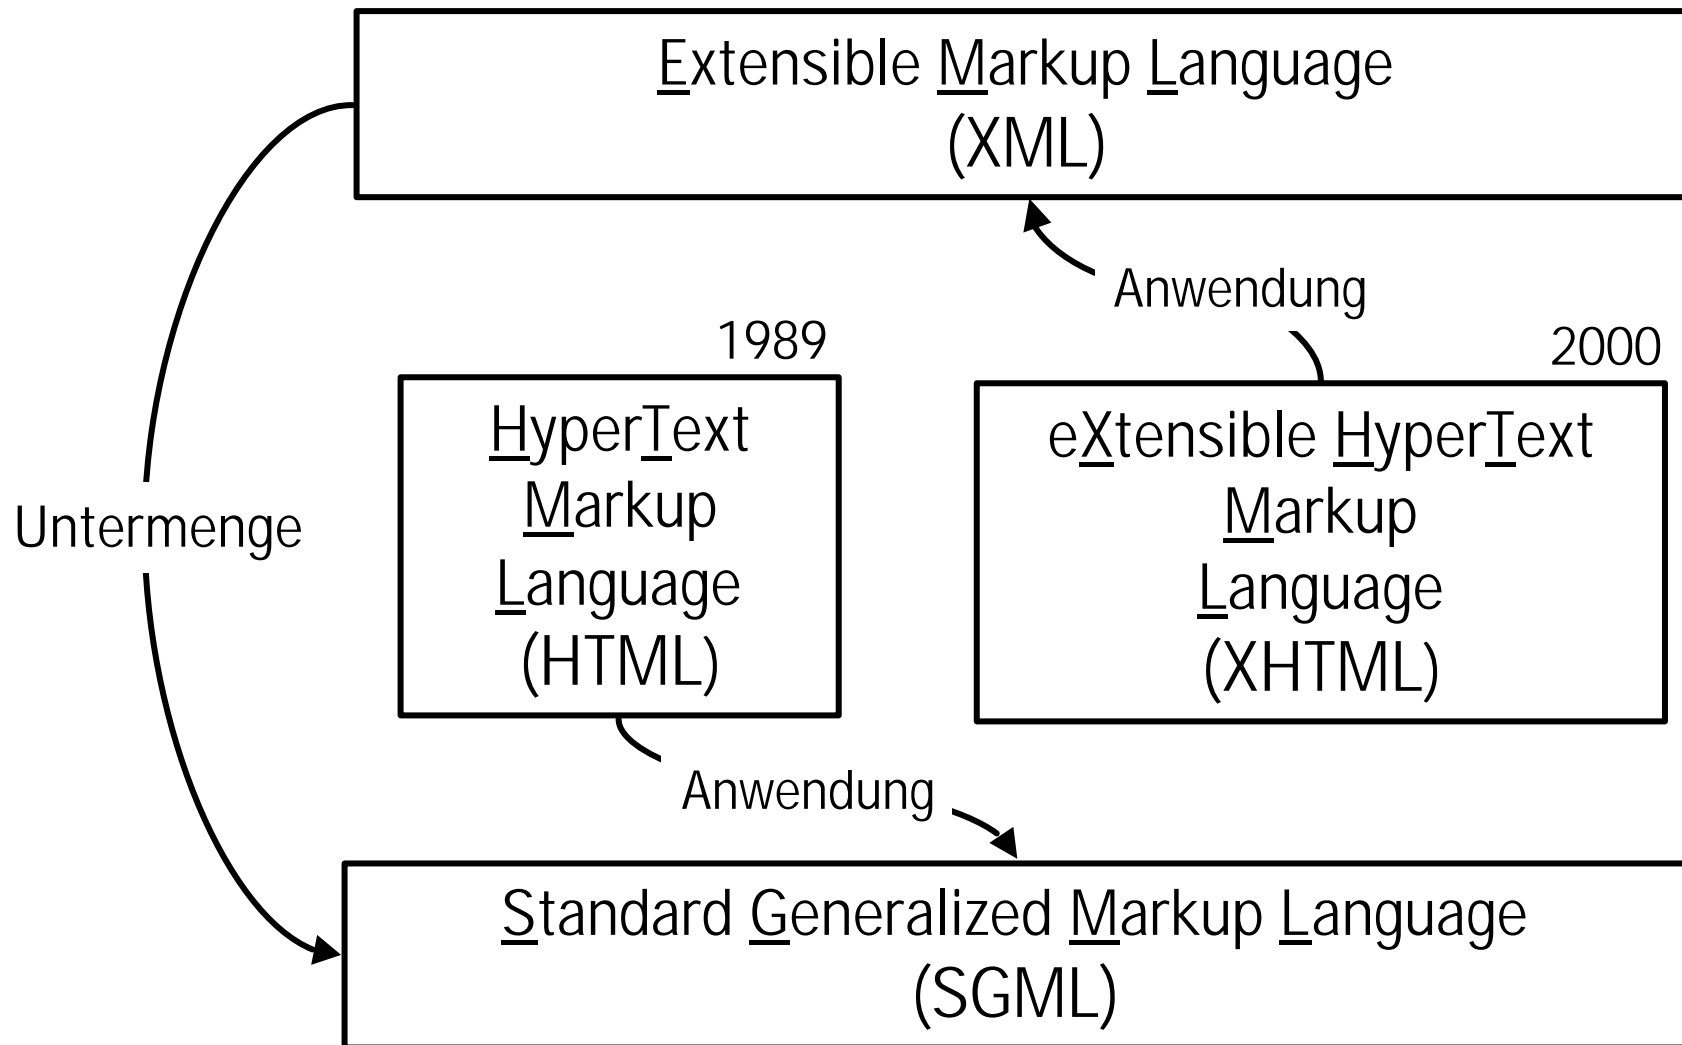 Extensible Markup Language
(XML)
Anwendung
1989
2000
HyperText
Markup
Language
(HTML)
eXtensible HyperText
Markup
Language
(XHTML)
Untermenge
Anwendung
Standard Generalized Markup Language
(SGML)